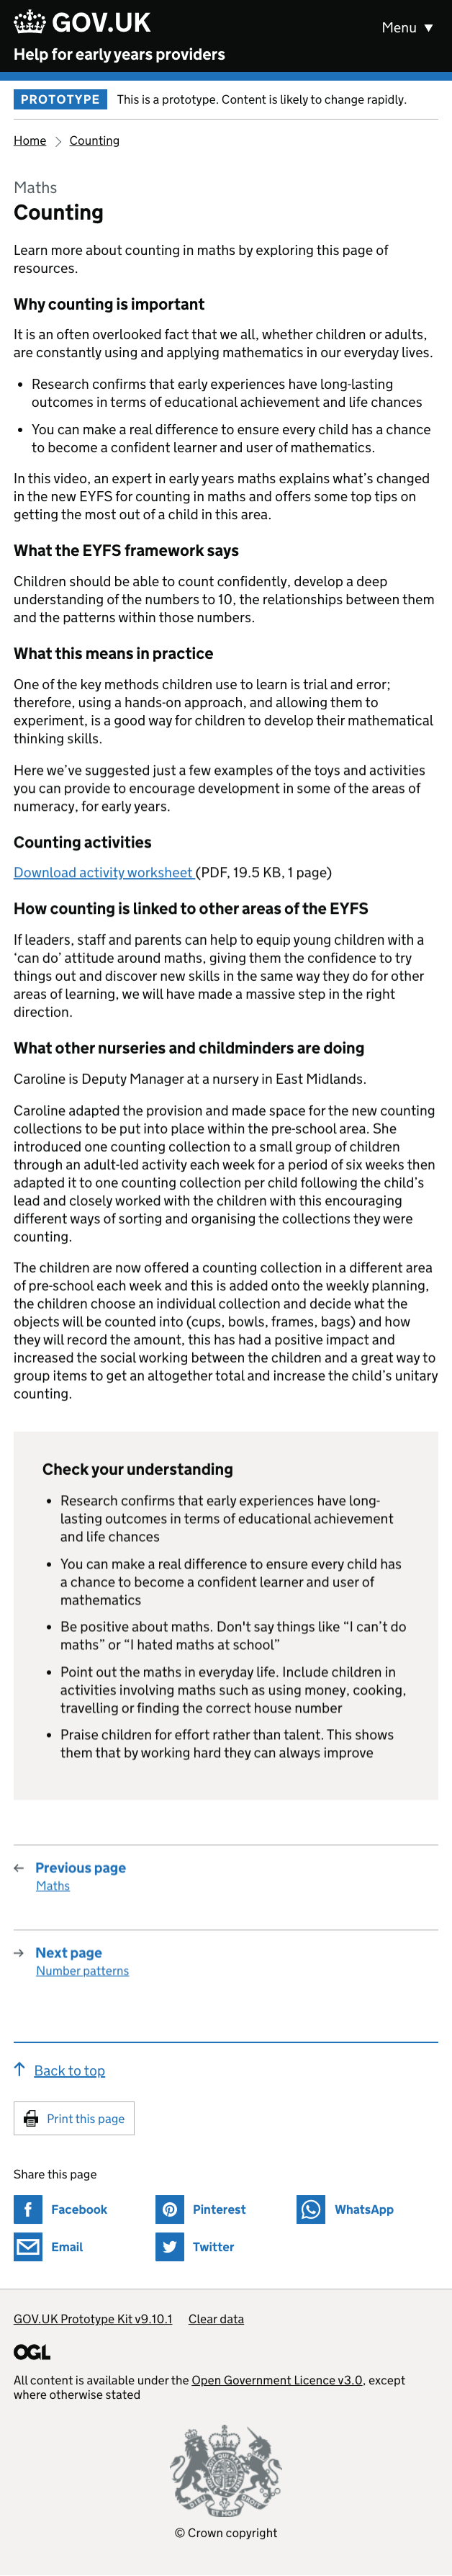 GOV.UK
Menu ▼
Help for early years providers
PROTOTYPE This is a prototype. Content is likely to change rapidly.
Home > Counting
Maths
Counting
Learn more about counting in maths by exploring this page of
resources.
Why counting is important
It is an often overlooked fact that we all, whether children or adults,
are constantly using and applying mathematics in our everyday lives.
• Research confirms that early experiences have long-lasting
outcomes in terms of educational achievement and life chances
• You can make a real difference to ensure every child has a chance
to become a confident learner and user of mathematics.
In this video, an expert in early years maths explains what’s changed
in the new EYFS for counting in maths and offers some top tips on
getting the most out of a child in this area.
What the EYFS framework says
Children should be able to count confidently, develop a deep
understanding of the numbers to 10, the relationships between them
and the patterns within those numbers.
What this means in practice
One of the key methods children use to learn is trial and error;
therefore, using a hands-on approach, and allowing them to
experiment, is a good way for children to develop their mathematical
thinking skills.
Here we’ve suggested just a few examples of the toys and activities
you can provide to encourage development in some of the areas of
numeracy, for early years.
Counting activities
Download activity worksheet (PDF, 19.5 KB, 1 page)
How counting is linked to other areas of the EYFS
If leaders, staff and parents can help to equip young children with a
‘can do’ attitude around maths, giving them the confidence to try
things out and discover new skills in the same way they do for other
areas of learning, we will have made a massive step in the right
direction.
What other nurseries and childminders are doing
Caroline is Deputy Manager at a nursery in East Midlands.
Caroline adapted the provision and made space for the new counting
collections to be put into place within the pre-school area. She
introduced one counting collection to a small group of children
through an adult-led activity each week for a period of six weeks then
adapted it to one counting collection per child following the child’s
lead and closely worked with the children with this encouraging
different ways of sorting and organising the collections they were
counting.
The children are now offered a counting collection in a different area
of pre-school each week and this is added onto the weekly planning,
the children choose an individual collection and decide what the
objects will be counted into (cups, bowls, frames, bags) and how
they will record the amount, this has had a positive impact and
increased the social working between the children and a great way to
group items to get an altogether total and increase the child’s unitary
counting.
Check your understanding
• Research confirms that early experiences have long-
lasting outcomes in terms of educational achievement
and life chances
• You can make a real difference to ensure every child has
a chance to become a confident learner and user of
mathematics
• Be positive about maths. Don't say things like “I can’t do
maths” or “I hated maths at school”
• Point out the maths in everyday life. Include children in
activities involving maths such as using money, cooking,
travelling or finding the correct house number
• Praise children for effort rather than talent. This shows
them that by working hard they can always improve
← Previous page
Maths
→ Next page
Number patterns
↑ Back to top
Print this page
Share this page
Facebook Pinterest WhatsApp
Email Twitter
GOV.UK Prototype Kit v9.10.1 Clear data
OGL
All content is available under the Open Government Licence v3.0, except
where otherwise stated
DIEU ET MON DROIT
© Crown copyright